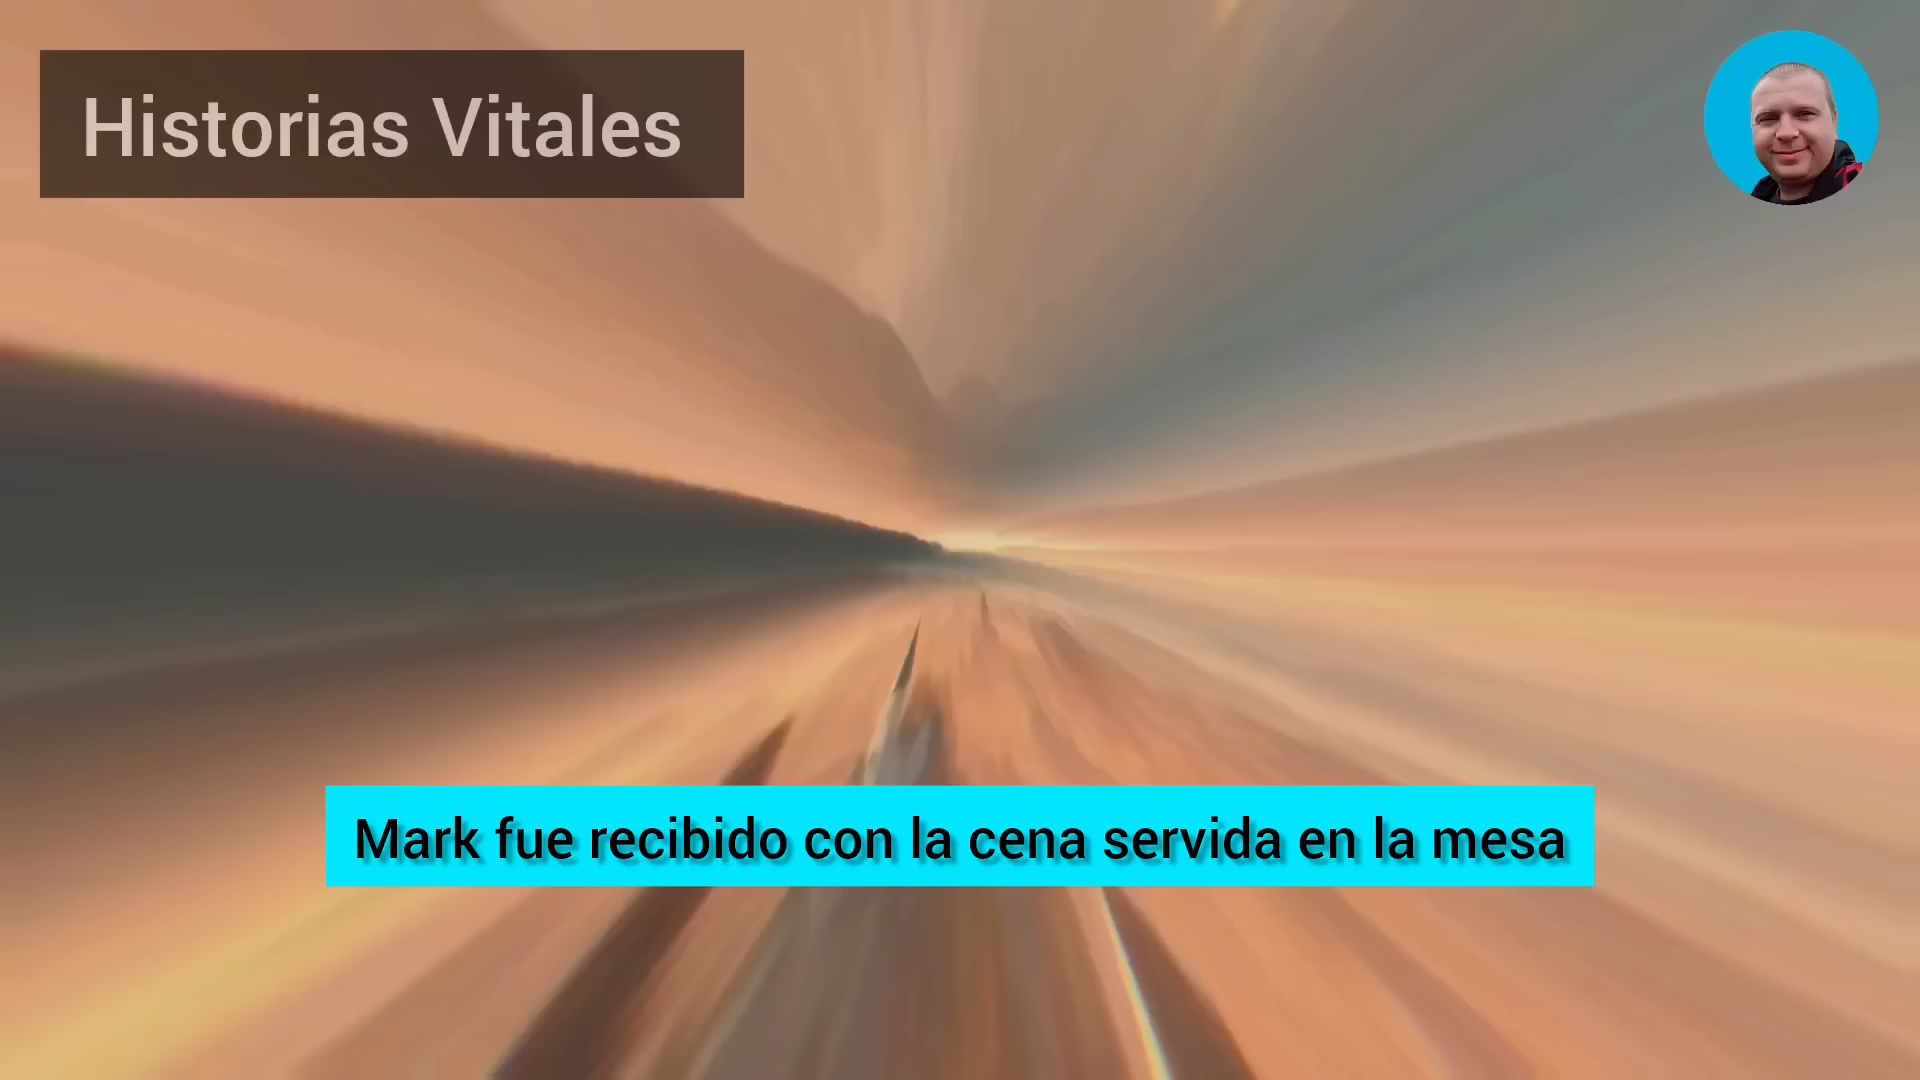 Historias Vitales
Mark fue recibido con la cena servida en la mesa